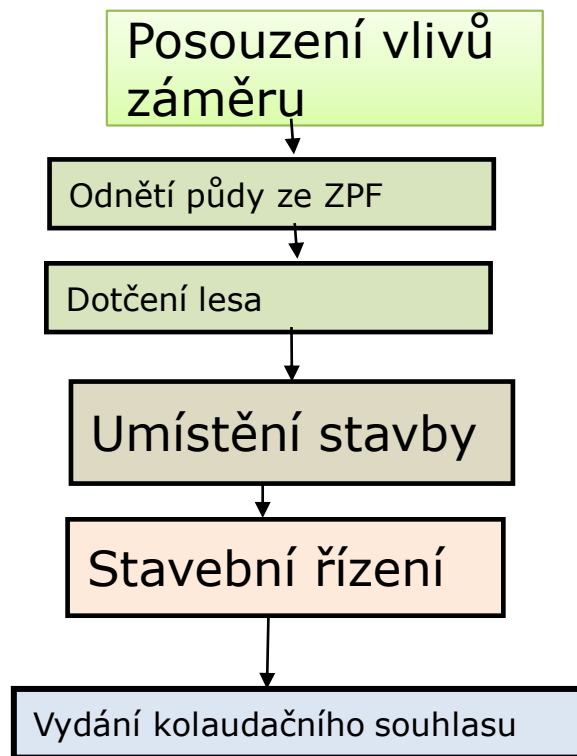 Posouzení vlivů
záměru
Odnětí půdy ze ZPF
Dotčení lesa
Umístění stavby
Stavební řízení
Vydání kolaudačního souhlasu